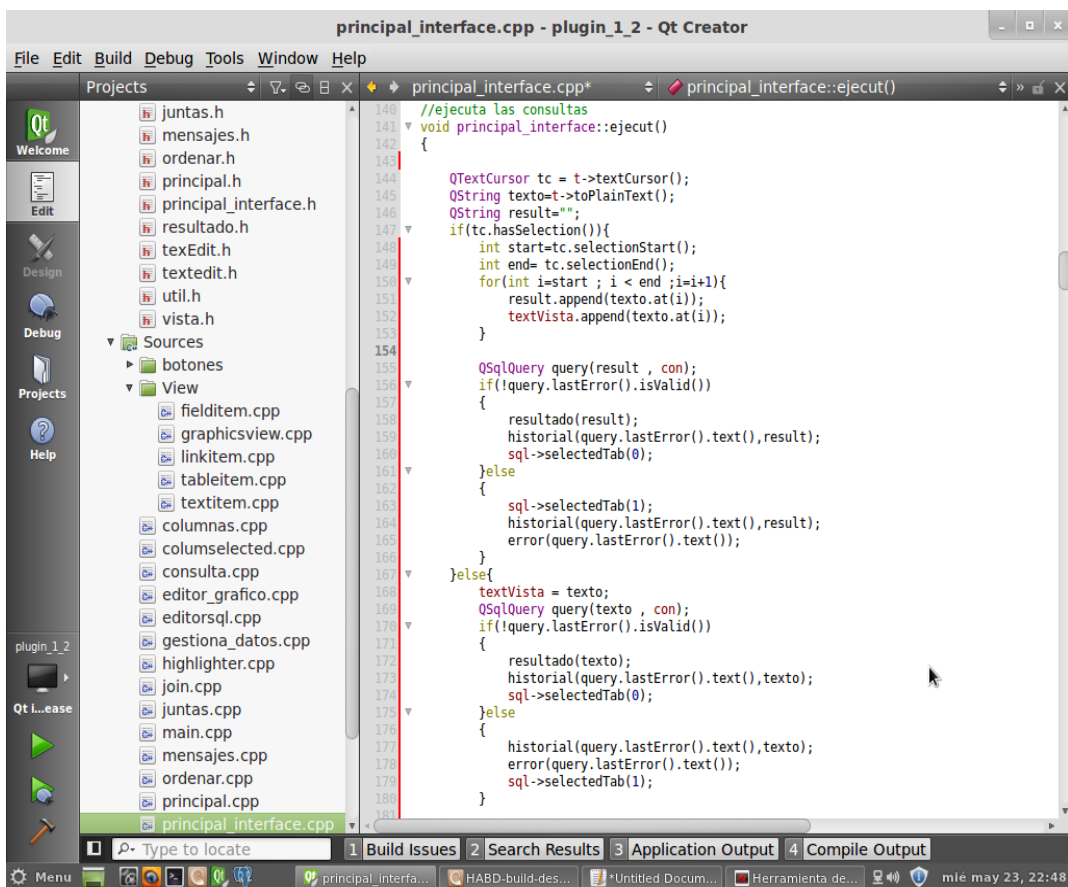 principal_interface.cpp - plugin_1_2 - Qt Creator
File Edit Build Debug Tools Window Help
Projects
principal_interface.cpp*
principal_interface::ejecut()
Welcome
Edit
Design
Debug
Projects
Help
plugin_1_2
Qt i...ease
juntas.h
mensajes.h
ordenar.h
principal.h
principal_interface.h
resultado.h
texEdit.h
textedit.h
util.h
vista.h
Sources
botones
View
fielditem.cpp
graphicsview.cpp
linkitem.cpp
tableitem.cpp
textitem.cpp
columnas.cpp
columselected.cpp
consulta.cpp
editor_grafico.cpp
editorsql.cpp
gestiona_datos.cpp
highlighter.cpp
join.cpp
juntas.cpp
main.cpp
mensajes.cpp
ordenar.cpp
principal.cpp
principal_interface.cpp
140 //ejecuta las consultas
141 void principal_interface::ejecut()
142 {
143
144 QTextCursor tc = t->textCursor();
145 QString texto=t->toPlainText();
146 QString result="";
147 if(tc.hasSelection()){
148 int start=tc.selectionStart();
149 int end= tc.selectionEnd();
150 for(int i=start ; i < end ;i=i+1){
151 result.append(texto.at(i));
152 textVista.append(texto.at(i));
153 }
154
155 QSqlQuery query(result , con);
156 if(!query.lastError().isValid())
157 {
158 resultado(result);
159 historial(query.lastError().text(),result);
160 sql->selectedTab(0);
161 }else
162 {
163 sql->selectedTab(1);
164 historial(query.lastError().text(),result);
165 error(query.lastError().text());
166 }
167 }else{
168 textVista = texto;
169 QSqlQuery query(texto , con);
170 if(!query.lastError().isValid())
171 {
172 resultado(texto);
173 historial(query.lastError().text(),texto);
174 sql->selectedTab(0);
175 }else
176 {
177 historial(query.lastError().text(),texto);
178 error(query.lastError().text());
179 sql->selectedTab(1);
180 }
181
Type to locate
1 Build Issues 2 Search Results 3 Application Output 4 Compile Output
Menu
principal_interfa...
HABD-build-des...
*Untitled Docum...
Herramienta de...
mié may 23, 22:48